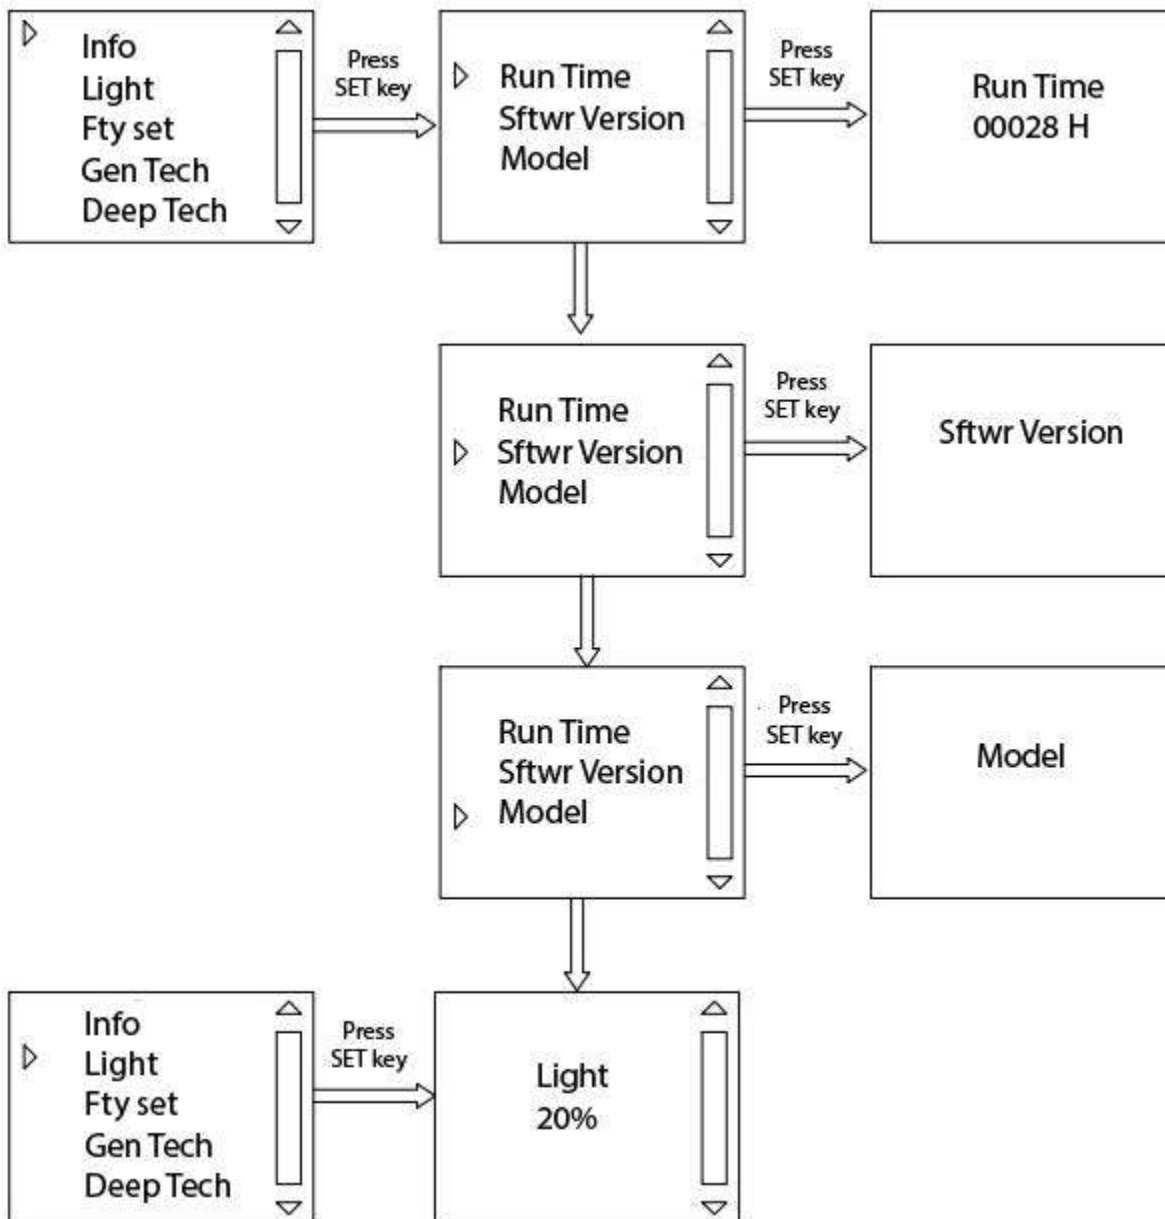 Info
Light
Fty set
Gen Tech
Deep Tech
Press
SET key
Run Time
Sftwr Version
Model
Press
SET key
Run Time
00028 H
Run Time
Sftwr Version
Model
Press
SET key
Sftwr Version
Run Time
Sftwr Version
Model
Press
SET key
Model
Info
Light
Fty set
Gen Tech
Deep Tech
Press
SET key
Light
20%